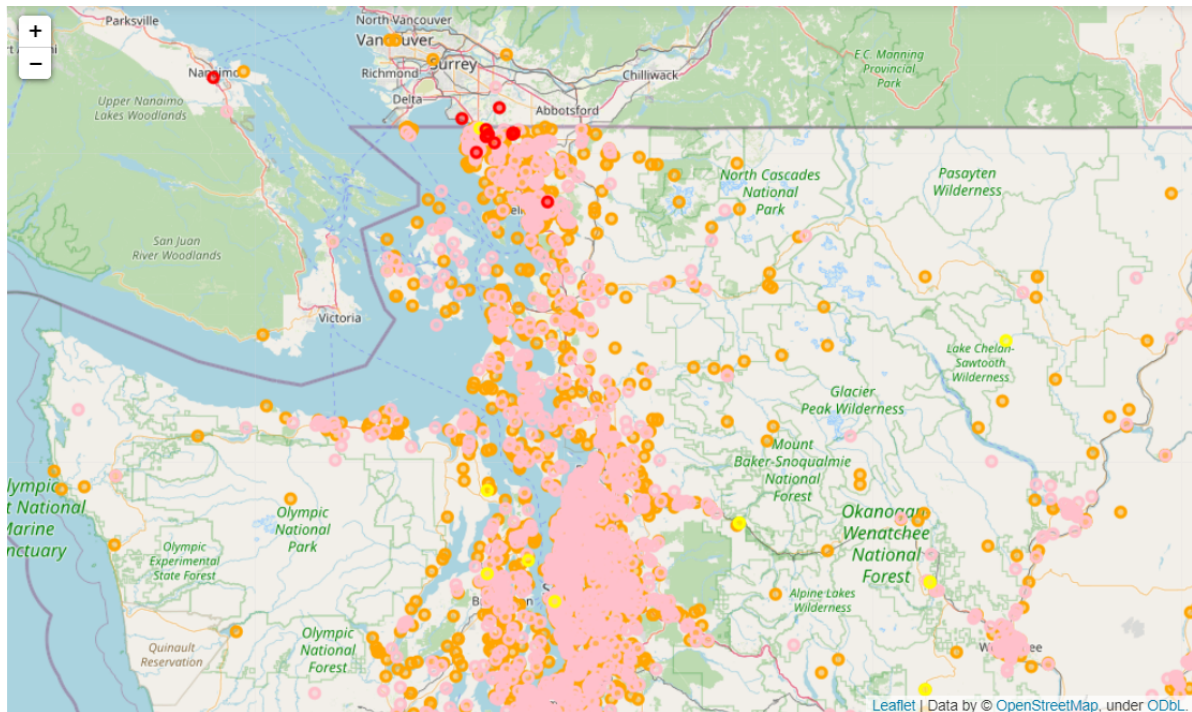 +
−
Parksville
North Vancouver
Vancouver
Surrey
Richmond
Chilliwack
E.C. Manning
Provincial
Park
Nanaimo
Upper Nanaimo
Lakes Woodlands
Delta
Abbotsford
North Cascades
National
Park
Pasayten
Wilderness
San Juan
River Woodlands
Victoria
Lake Chelan-
Sawtooth
Wilderness
Glacier
Peak Wilderness
Mount
Baker-Snoqualmie
National
Forest
Olympic
National
Marine
Okanogan
Wenatchee
National
Forest
Olympic
National
Park
Olympic
Experimental
State Forest
Alpine Lakes
Wilderness
Olympic
National
Forest
Quinault
Reservation
Leaflet | Data by © OpenStreetMap, under ODbL.